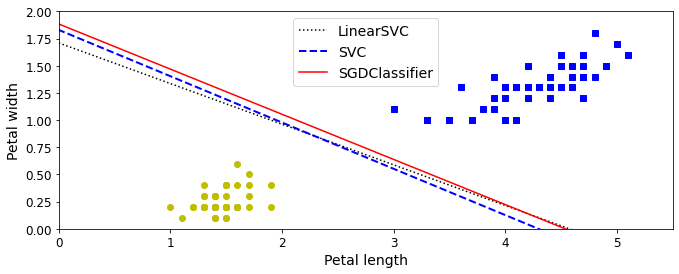 2.00
1.75
1.50
1.25
1.00
0.75
0.50
0.25
0.00
Petal width
LinearSVC
SVC
SGDClassifier
0 1 2 3 4 5
Petal length